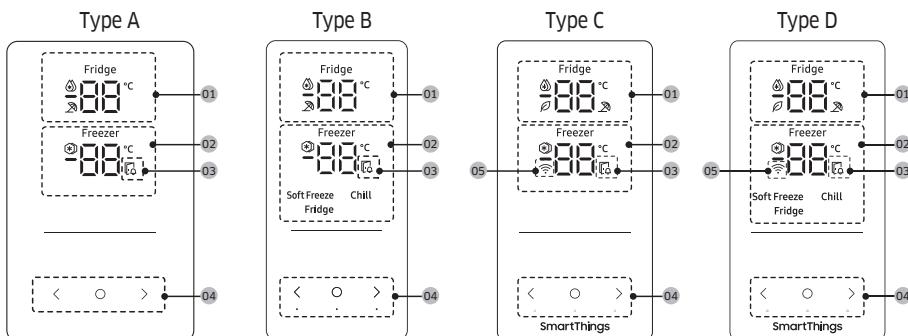 Type A
Type B
Type C
Type D
Fridge
88 °C
Freezer
88 °C
01
02
03
04
Fridge
88 °C
Freezer
88 °C
Soft Freeze Chill
Fridge
01
02
03
04
Fridge
88 °C
Freezer
88 °C
SmartThings
01
02
03
04
05
Fridge
88 °C
Freezer
88 °C
Soft Freeze Chill
Fridge
SmartThings
01
02
03
04
05